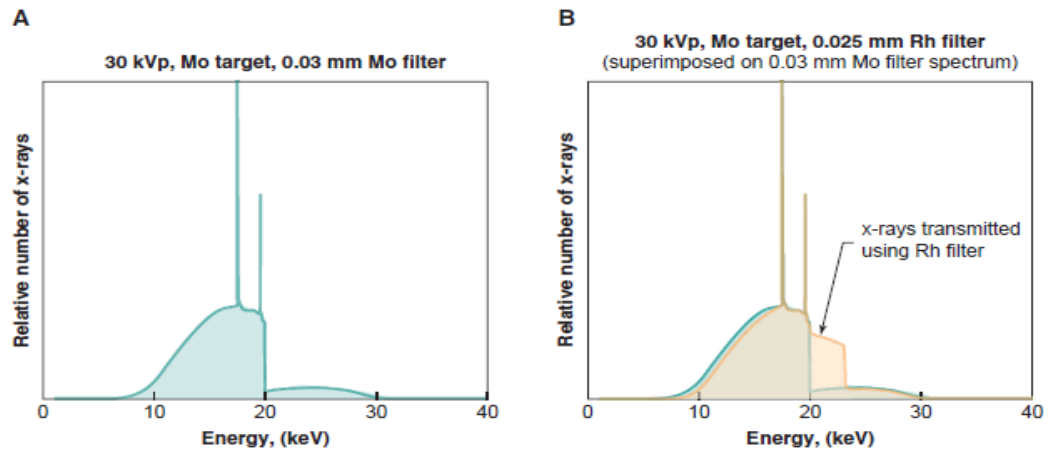 A
30 kVp, Mo target, 0.03 mm Mo filter
Relative number of x-rays
0
10
20
30
40
Energy, (keV)
B
30 kVp, Mo target, 0.025 mm Rh filter
(superimposed on 0.03 mm Mo filter spectrum)
Relative number of x-rays
x-rays transmitted
using Rh filter
0
10
20
30
40
Energy, (keV)